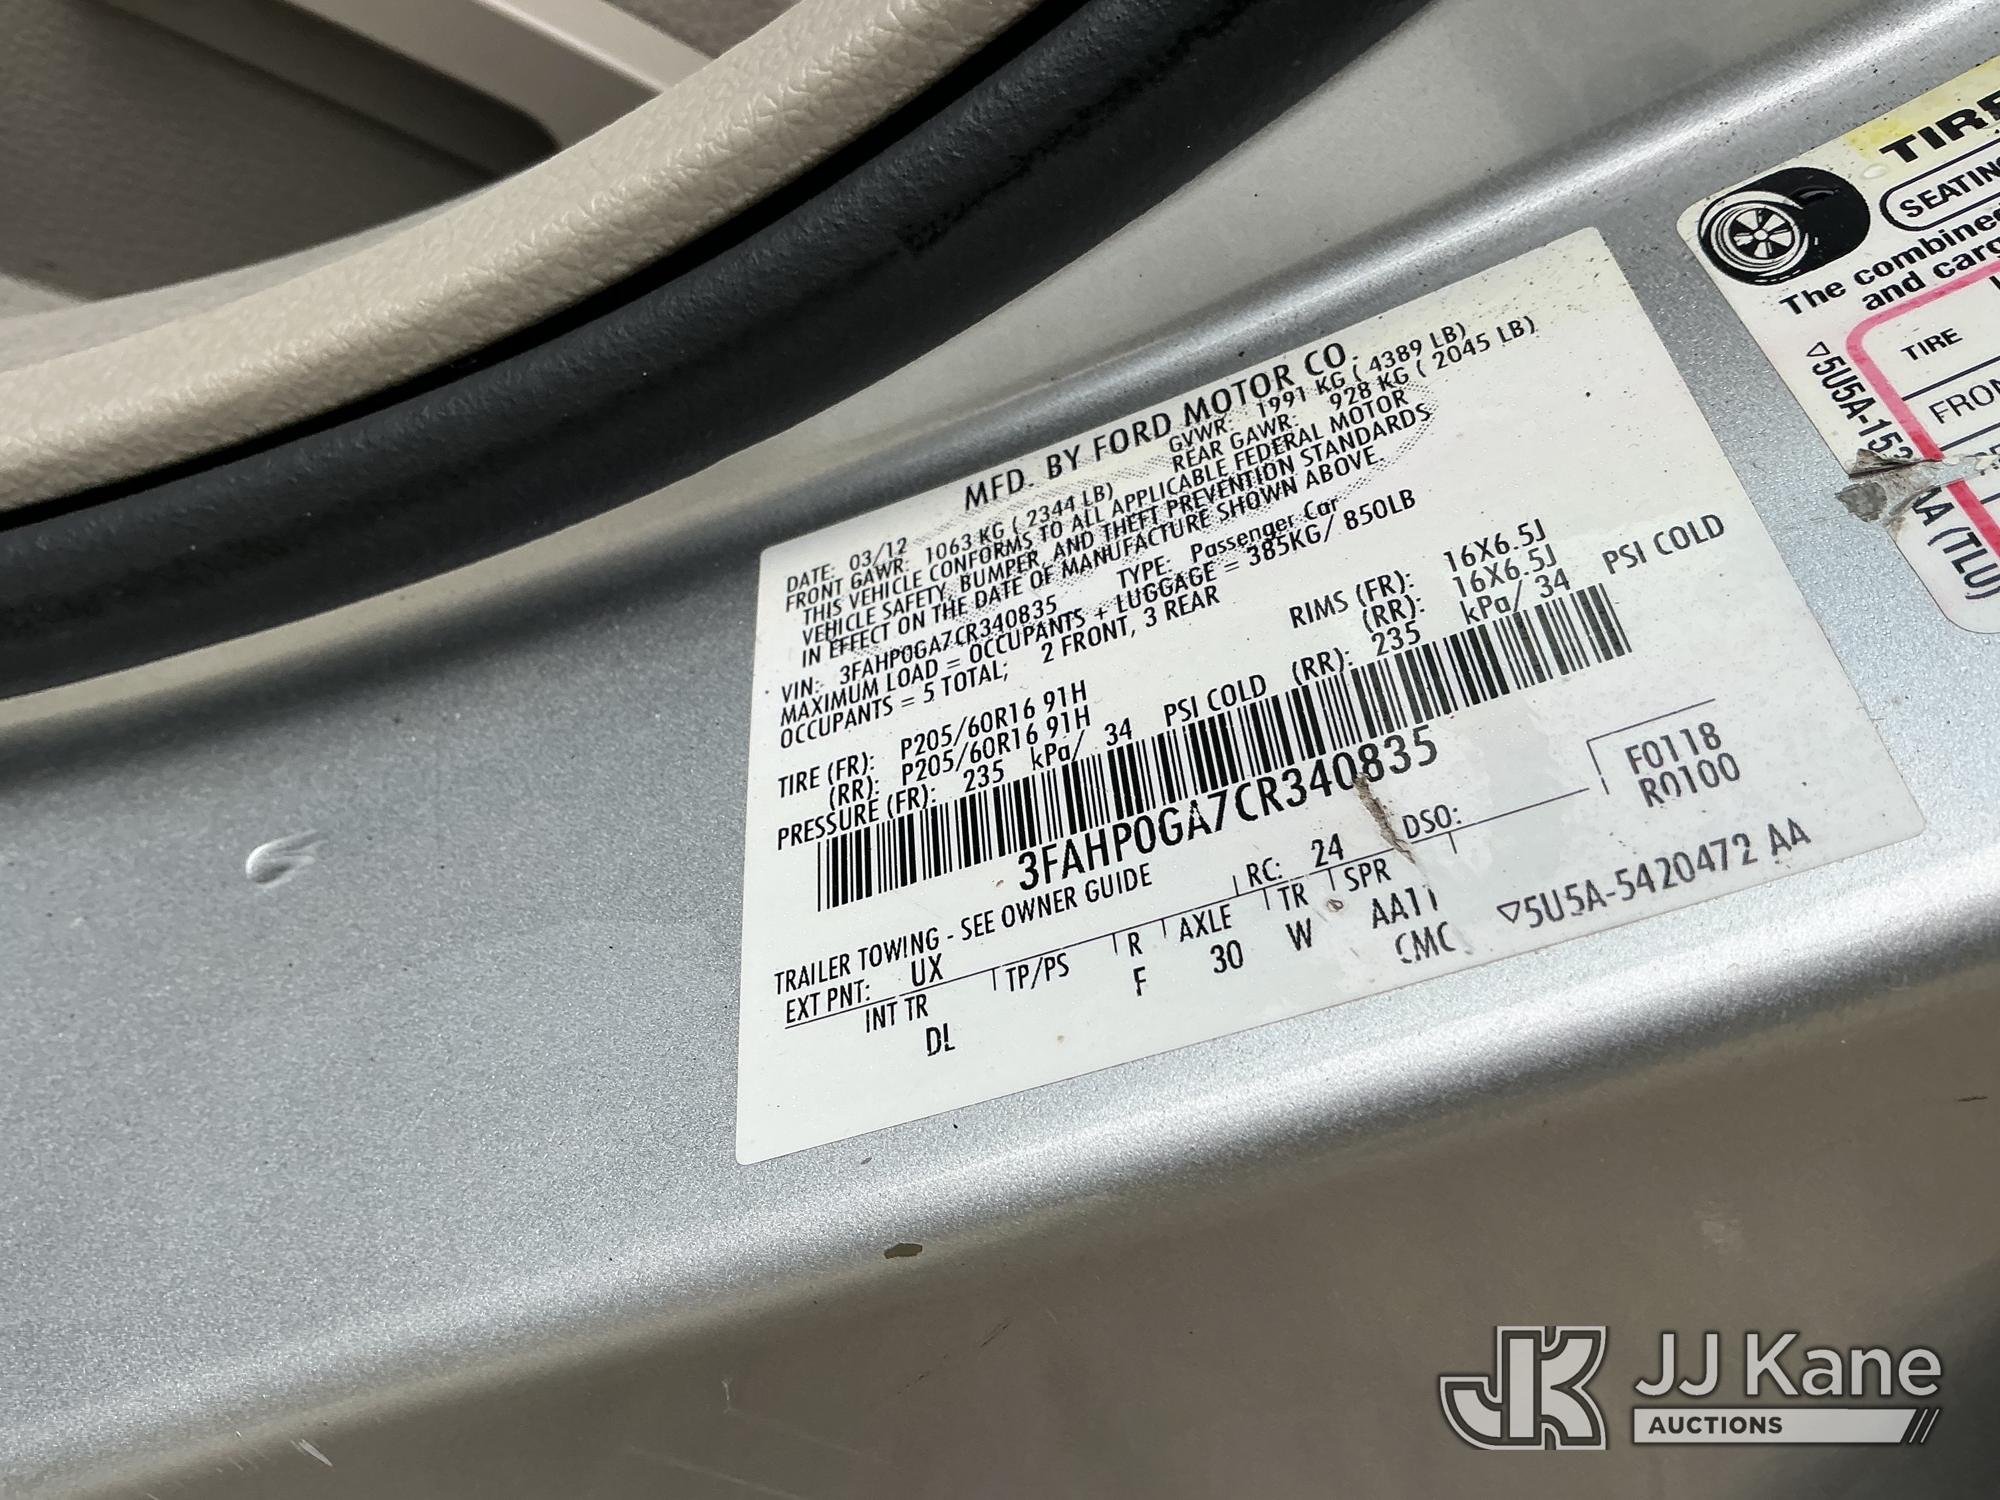 MFD. BY FORD MOTOR CO.
DATE: 03/12 GVWR: 1991 KG ( 4389 LB)
FRONT GAWR: 1063 KG ( 2344 LB) REAR GAWR: 928 KG ( 2045 LB)
THIS VEHICLE CONFORMS TO ALL APPLICABLE FEDERAL MOTOR
VEHICLE SAFETY, BUMPER, AND THEFT PREVENTION STANDARDS
IN EFFECT ON THE DATE OF MANUFACTURE SHOWN ABOVE.
VIN: 3FAHP0GA7CR340835 TYPE: Passenger Car
MAXIMUM LOAD = OCCUPANTS + LUGGAGE = 385KG/ 850LB
OCCUPANTS = 5 TOTAL; 2 FRONT, 3 REAR
TIRE (FR): P205/60R16 91H RIMS (FR): 16X6.5J
(RR): P205/60R16 91H (RR): 16X6.5J
PRESSURE (FR): 235 kPa/ 34 PSI COLD (RR): 235 kPa/ 34 PSI COLD
3FAHP0GA7CR340835
F0118
R0100
TRAILER TOWING - SEE OWNER GUIDE
EXT PNT: UX RC: 24 DSO:
INT TR TP/PS R AXLE TR SPR
DL F 30 W AA11
CMC
5U5A-5420472 AA
TIRE
SEATING
The combined
and cargo
TIRE
FRONT
5U5A-153
AA (TLU)
JK JJ Kane
AUCTIONS